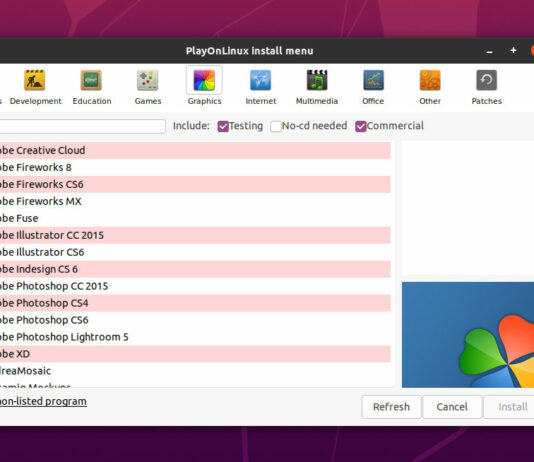 PlayOnLinux install menu
s Development Education Games Graphics Internet Multimedia Office Other Patches
Include: Testing No-cd needed Commercial
obe Creative Cloud
obe Fireworks 8
obe Fireworks CS6
obe Fireworks MX
obe Fuse
obe Illustrator CC 2015
obe Illustrator CS6
obe Indesign CS 6
obe Photoshop CC 2015
obe Photoshop CS4
obe Photoshop CS6
obe Photoshop Lightroom 5
obe XD
dreaMosaic
non-listed program
Refresh Cancel Install